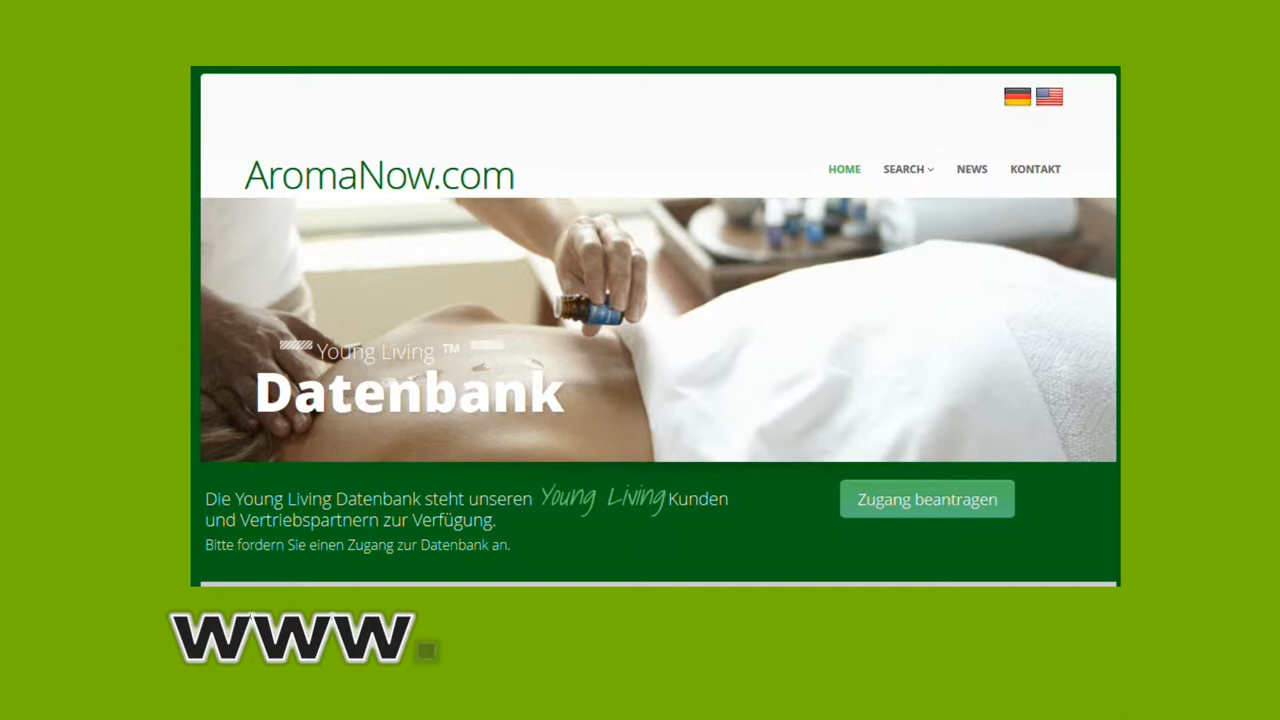 AromaNow.com
HOME SEARCH NEWS KONTAKT
Young Living ™
Datenbank
Die Young Living Datenbank steht unseren Young Living Kunden
und Vertriebspartnern zur Verfügung.
Bitte fordern Sie einen Zugang zur Datenbank an.
Zugang beantragen
www.